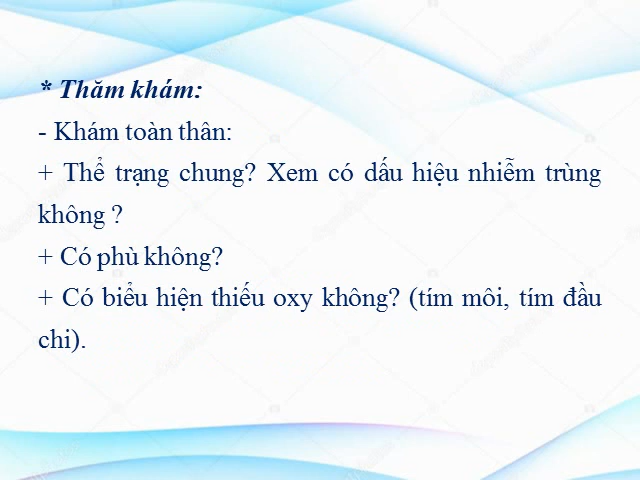 * Thăm khám:
- Khám toàn thân:
+ Thể trạng chung? Xem có dấu hiệu nhiễm trùng
không ?
+ Có phù không?
+ Có biểu hiện thiếu oxy không? (tím môi, tím đầu
chi).